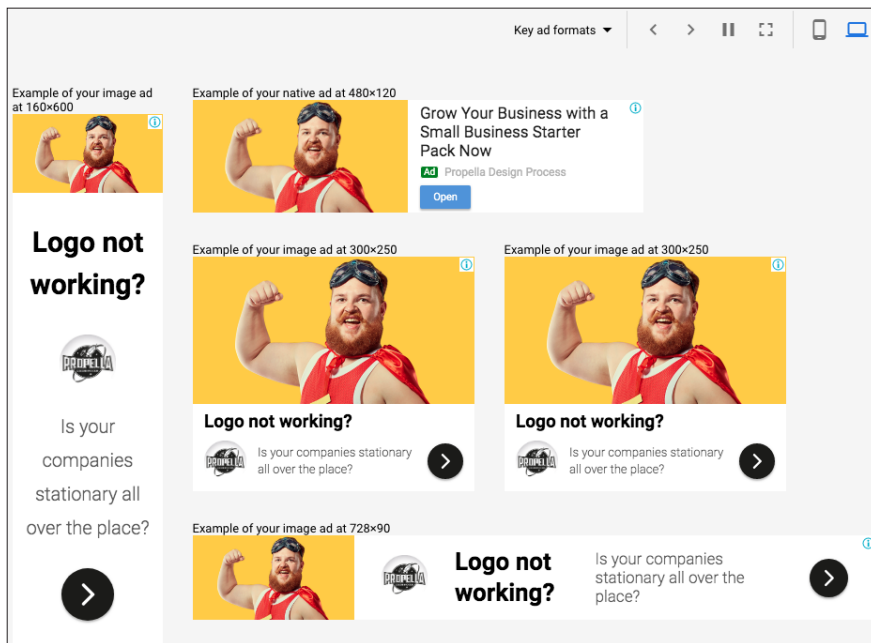 Key ad formats
Example of your image ad
at 160×600
Logo not
working?
PROPELLA
Is your
companies
stationary all
over the place?
Example of your native ad at 480×120
Grow Your Business with a
Small Business Starter
Pack Now
Ad Propella Design Process
Open
Example of your image ad at 300×250
Logo not working?
PROPELLA
Is your companies stationary
all over the place?
Example of your image ad at 300×250
Logo not working?
PROPELLA
Is your companies stationary
all over the place?
Example of your image ad at 728×90
PROPELLA
Logo not
working?
Is your companies
stationary all over the
place?